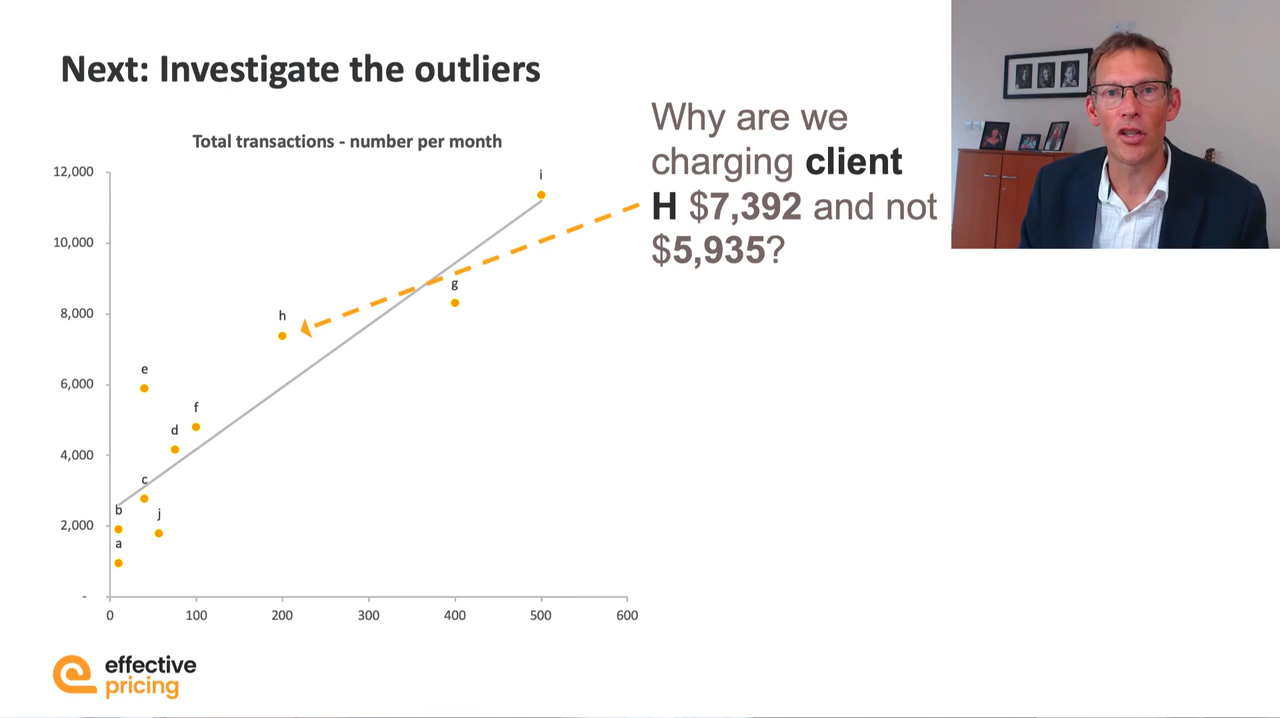 Next: Investigate the outliers
Total transactions - number per month
12,000
10,000
8,000
6,000
4,000
2,000
-
0
100
200
300
400
500
600
i
g
h
e
f
d
c
b
j
a
Why are we
charging client
H $7,392 and not
$5,935?
effective
pricing